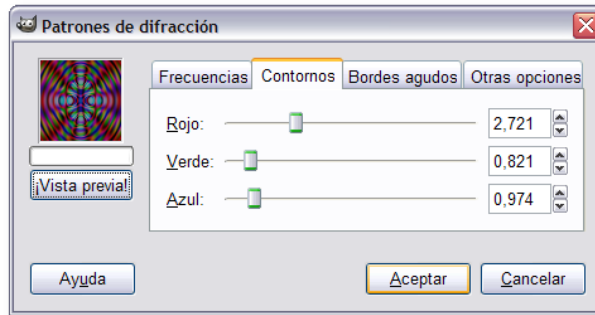 Patrones de difracción
Frecuencias Contornos Bordes agudos Otras opciones
Rojo: 2,721
Verde: 0,821
Azul: 0,974
¡Vista previa!
Ayuda Aceptar Cancelar